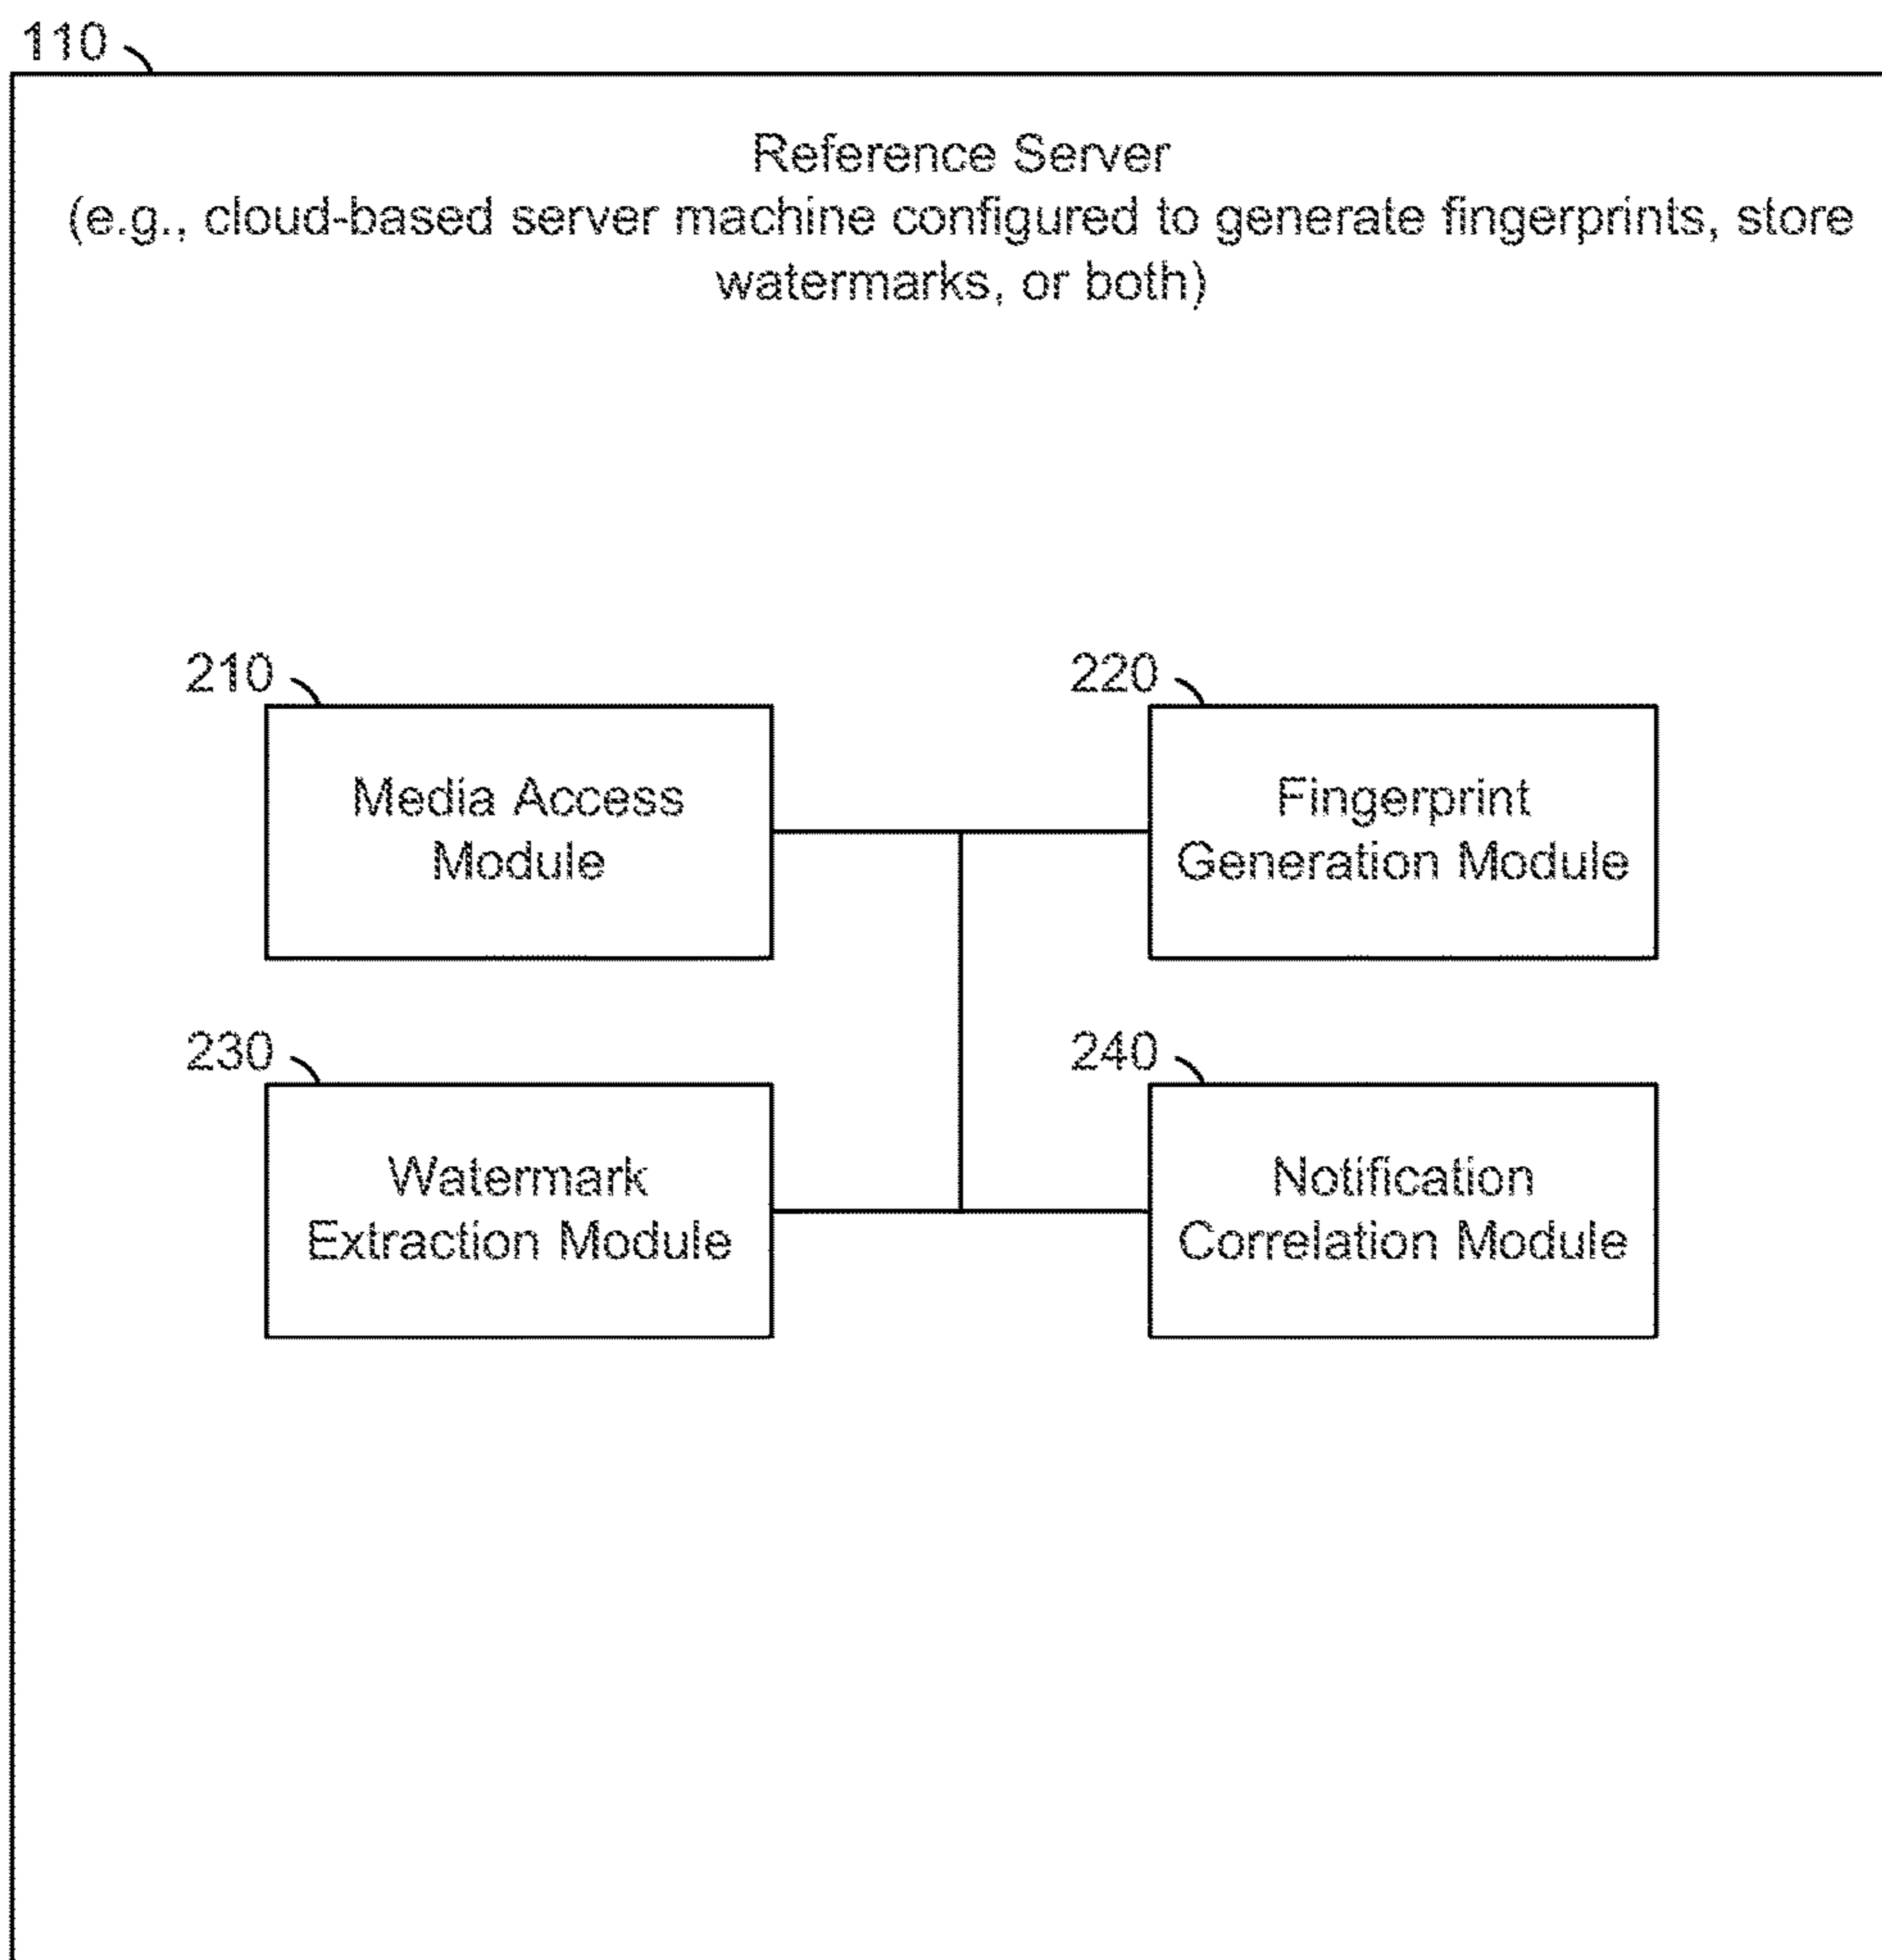 110
Reference Server
(e.g., cloud-based server machine configured to generate fingerprints, store
watermarks, or both)
210
220
Media Access
Module
Fingerprint
Generation Module
230
240
Watermark
Extraction Module
Notification
Correlation Module